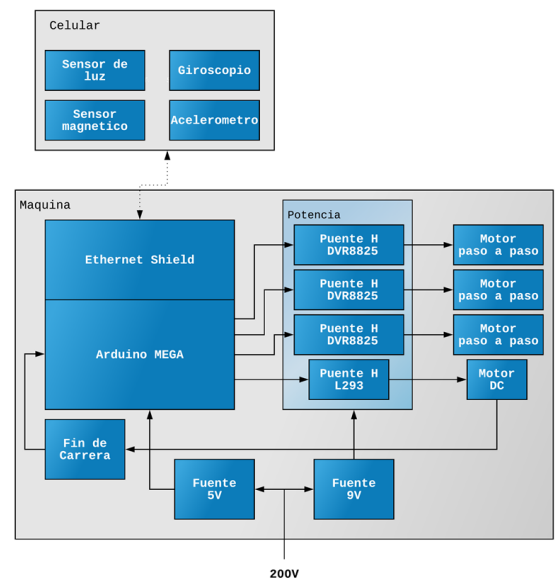 Celular
Sensor de
luz
Giroscopio
Sensor
magnetico
Acelerometro
Maquina
Potencia
Ethernet Shield
Arduino MEGA
Puente H
DVR8825
Motor
paso a paso
Puente H
DVR8825
Motor
paso a paso
Puente H
DVR8825
Motor
paso a paso
Puente H
L293
Motor
DC
Fin de
Carrera
Fuente
5V
Fuente
9V
200V